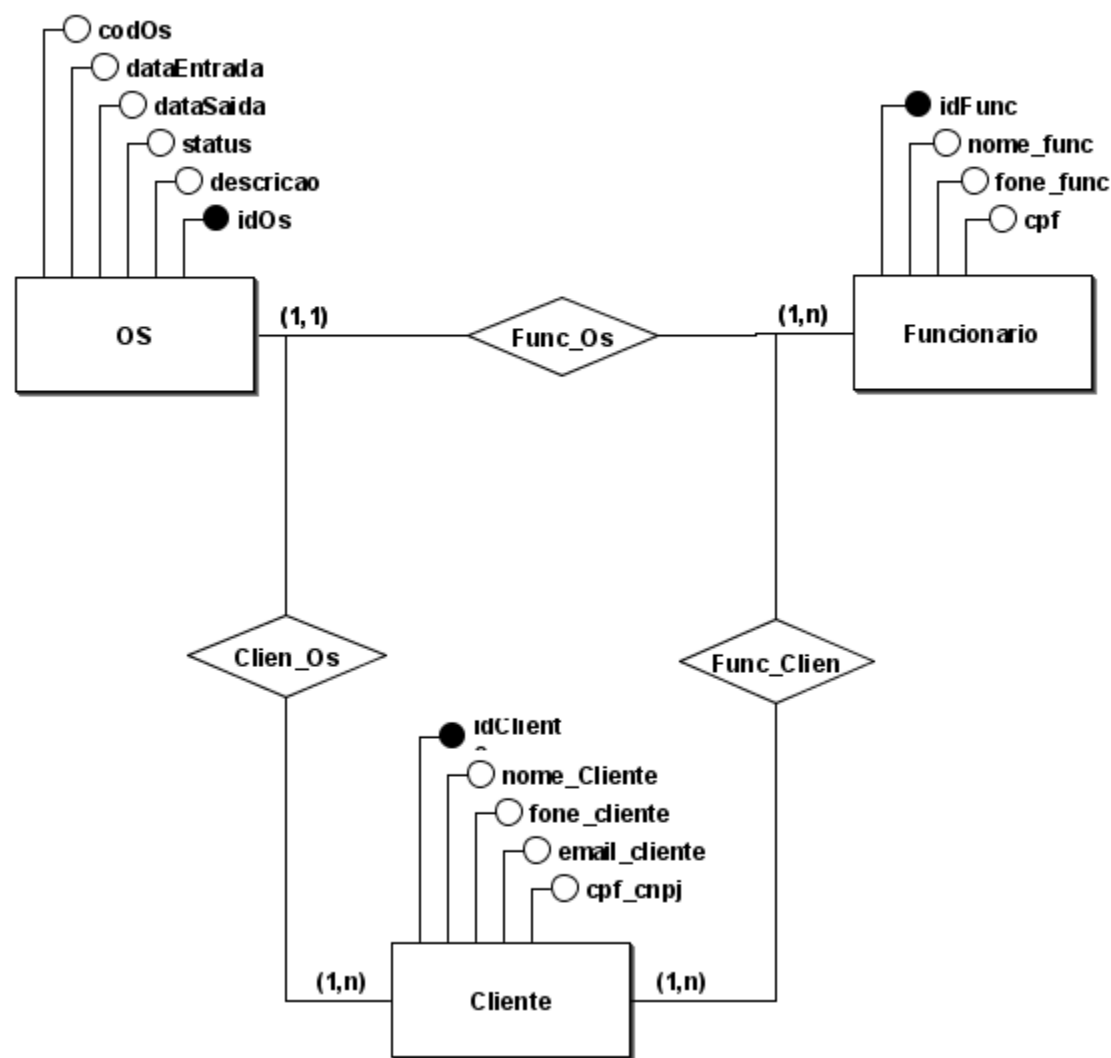 codOs
dataEntrada
dataSaida
status
descricao
idOs
idFunc
nome_func
fone_func
cpf
OS
(1,1)
Func_Os
(1,n)
Funcionario
Clien_Os
Func_Clien
idClient
nome_Cliente
fone_cliente
email_cliente
cpf_cnpj
(1,n)
Cliente
(1,n)